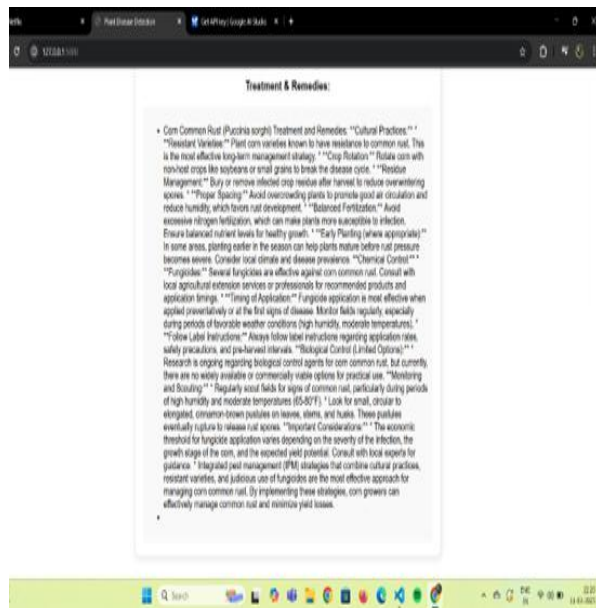 Netflix
Plant Disease Detection
Get API key | Google AI Studio
127.0.0.1:5000
Treatment & Remedies:
• Corn Common Rust (Puccinia sorghi) Treatment and Remedies: **Cultural Practices:** *
**Resistant Varieties:** Plant corn varieties known to have resistance to common rust. This
is the most effective long-term management strategy. * **Crop Rotation:** Rotate corn with
non-host crops like soybeans or small grains to break the disease cycle. * **Residue
Management:** Bury or remove infected crop residue after harvest to reduce overwintering
spores. * **Proper Spacing:** Avoid overcrowding plants to promote good air circulation and
reduce humidity, which favors rust development. * **Balanced Fertilization:** Avoid
excessive nitrogen fertilization, which can make plants more susceptible to infection.
Ensure balanced nutrient levels for healthy growth. * **Early Planting (where appropriate):**
In some areas, planting earlier in the season can help plants mature before rust pressure
becomes severe. Consider local climate and disease prevalence. **Chemical Control:** *
**Fungicides:** Several fungicides are effective against corn common rust. Consult with
local agricultural extension services or professionals for recommended products and
application timings. * **Timing of Application:** Fungicide application is most effective when
applied preventatively or at the first signs of disease. Monitor fields regularly, especially
during periods of favorable weather conditions (high humidity, moderate temperatures). *
**Follow Label Instructions:** Always follow label instructions regarding application rates,
safety precautions, and pre-harvest intervals. **Biological Control (Limited Options):** *
Research is ongoing regarding biological control agents for corn common rust, but currently,
there are no widely available or commercially viable options for practical use. **Monitoring
and Scouting:** * Regularly scout fields for signs of common rust, particularly during periods
of high humidity and moderate temperatures (65-80°F). * Look for small, circular to
elongated, cinnamon-brown pustules on leaves, stems, and husks. These pustules
eventually rupture to release rust spores. **Important Considerations:** * The economic
threshold for fungicide application varies depending on the severity of the infection, the
growth stage of the corn, and the expected yield potential. Consult with local experts for
guidance. * Integrated pest management (IPM) strategies that combine cultural practices,
resistant varieties, and judicious use of fungicides are the most effective approach for
managing corn common rust. By implementing these strategies, corn growers can
effectively manage common rust and minimize yield losses.
•
Search
ENG
IN